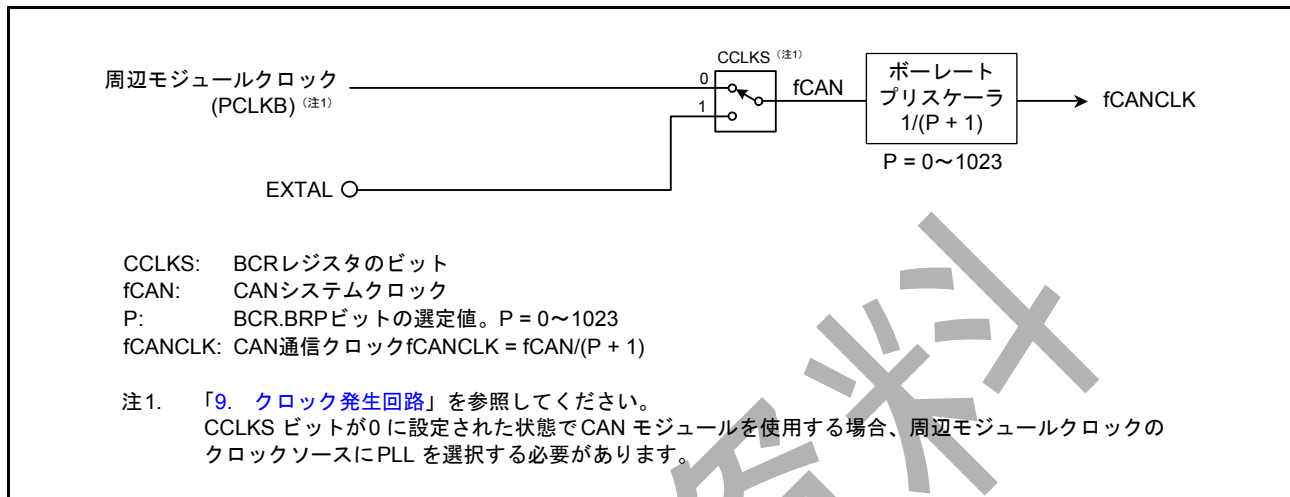 周辺モジュールクロック
(PCLKB)（注1）
CCLKS（注1）
0
1
fCAN
ボーレート
プリスケーラ
1/(P + 1)
P = 0～1023
fCANCLK
EXTAL
CCLKS: BCRレジスタのビット
fCAN: CANシステムクロック
P: BCR.BRPビットの選定値。P = 0～1023
fCANCLK: CAN通信クロックfCANCLK = fCAN/(P + 1)
注1. 「9. クロック発生回路」を参照してください。
CCLKS ビットが0 に設定された状態でCAN モジュールを使用する場合、周辺モジュールクロックの
クロックソースにPLL を選択する必要があります。